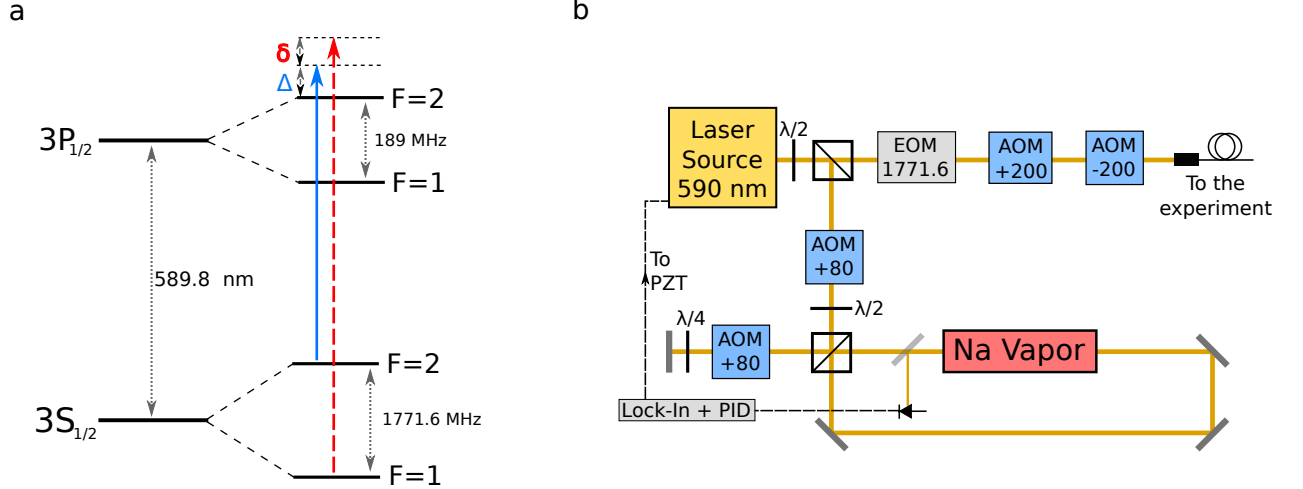 a
δ
Δ
F=2
3P1/2
189 MHz
F=1
589.8 nm
F=2
3S1/2
1771.6 MHz
F=1
b
Laser
Source
590 nm
λ/2
EOM
1771.6
AOM
+200
AOM
-200
To the
experiment
AOM
+80
To
PZT
λ/2
λ/4
AOM
+80
Na Vapor
Lock-In + PID